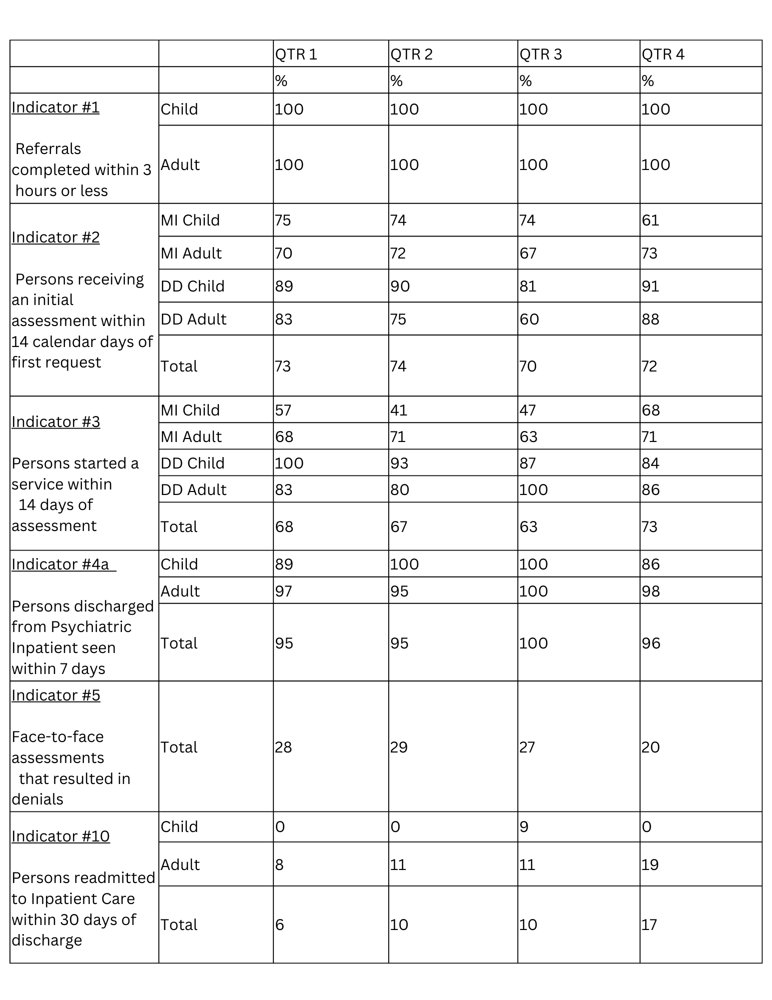 QTR 1 QTR 2 QTR 3 QTR 4
% % % %
Indicator #1
Referrals
completed within 3
hours or less
Child 100 100 100 100
Adult 100 100 100 100
Indicator #2
Persons receiving
an initial
assessment within
14 calendar days of
first request
MI Child 75 74 74 61
MI Adult 70 72 67 73
DD Child 89 90 81 91
DD Adult 83 75 60 88
Total 73 74 70 72
Indicator #3
Persons started a
service within
14 days of
assessment
MI Child 57 41 47 68
MI Adult 68 71 63 71
DD Child 100 93 87 84
DD Adult 83 80 100 86
Total 68 67 63 73
Indicator #4a
Persons discharged
from Psychiatric
Inpatient seen
within 7 days
Child 89 100 100 86
Adult 97 95 100 98
Total 95 95 100 96
Indicator #5
Face-to-face
assessments
that resulted in
denials
Total 28 29 27 20
Indicator #10
Persons readmitted
to Inpatient Care
within 30 days of
discharge
Child 0 0 9 0
Adult 8 11 11 19
Total 6 10 10 17